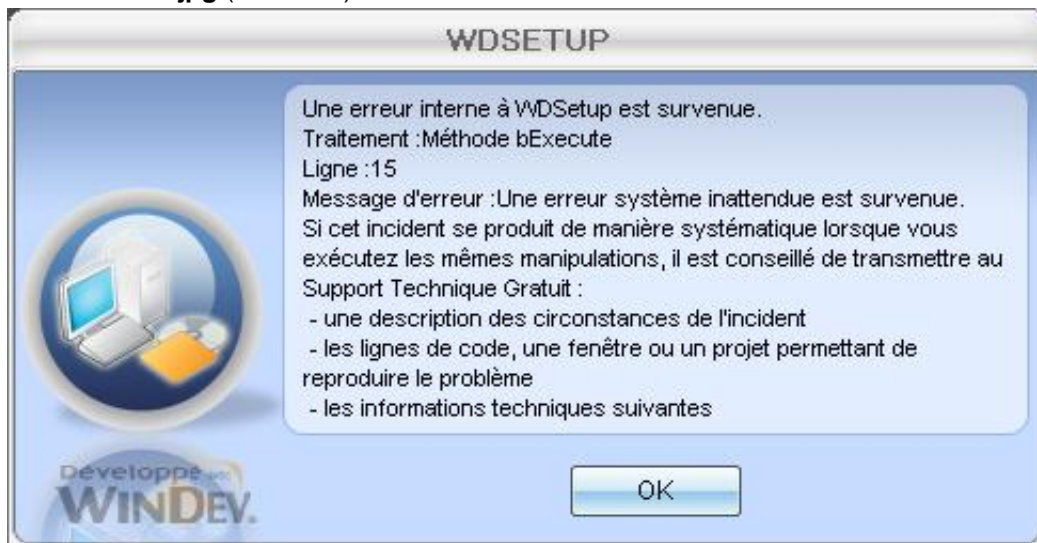 jpg (
WDSETUP
Une erreur interne à WDSetup est survenue.
Traitement :Méthode bExecute
Ligne :15
Message d'erreur :Une erreur système inattendue est survenue.
Si cet incident se produit de manière systématique lorsque vous
exécutez les mêmes manipulations, il est conseillé de transmettre au
Support Technique Gratuit :
- une description des circonstances de l'incident
- les lignes de code, une fenêtre ou un projet permettant de
reproduire le problème
- les informations techniques suivantes
Développé avec
WINDEV.
OK